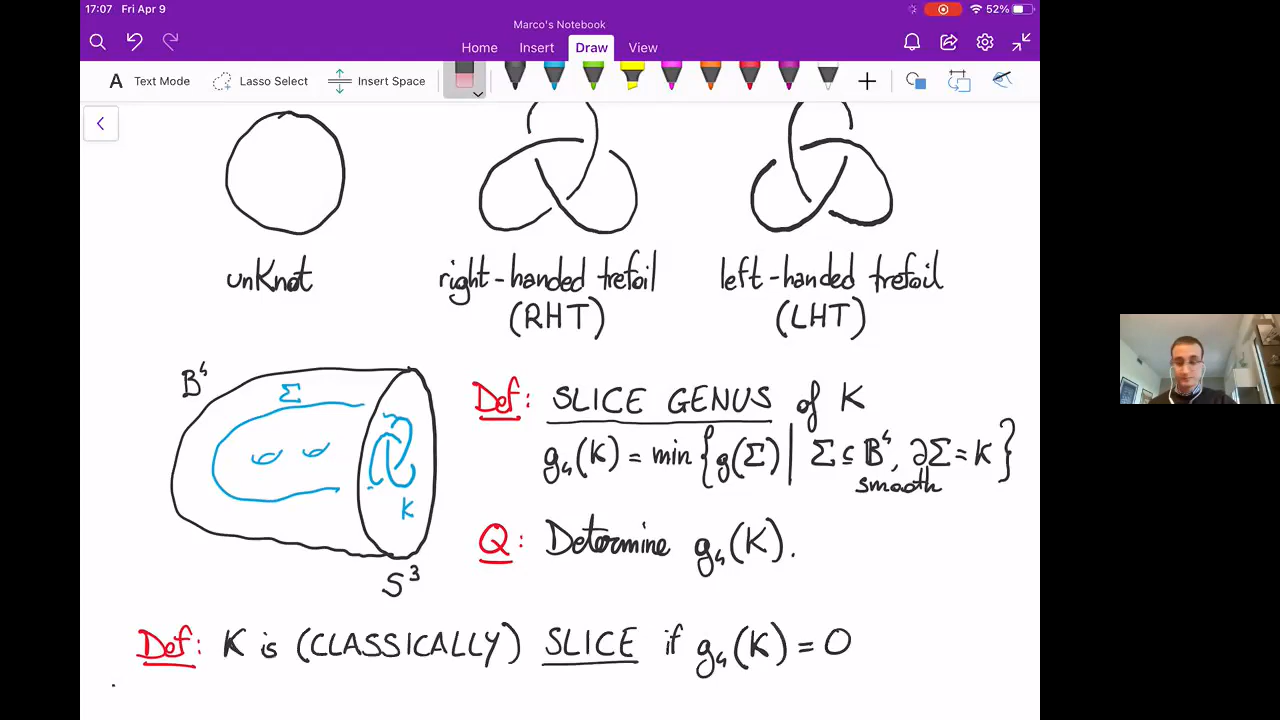 17:07 Fri Apr 9
52%
Marco's Notebook
Home Insert Draw View
Text Mode Lasso Select Insert Space
unKnot
right-handed trefoil
(RHT)
left-handed trefoil
(LHT)
B⁴
Σ
K
S³
Def: SLICE GENUS of K
g₄(K) = min{g(Σ) | Σ ⊆ B⁴, ∂Σ = K}
smooth
Q: Determine g₄(K).
Def: K is (CLASSICALLY) SLICE if g₄(K) = 0